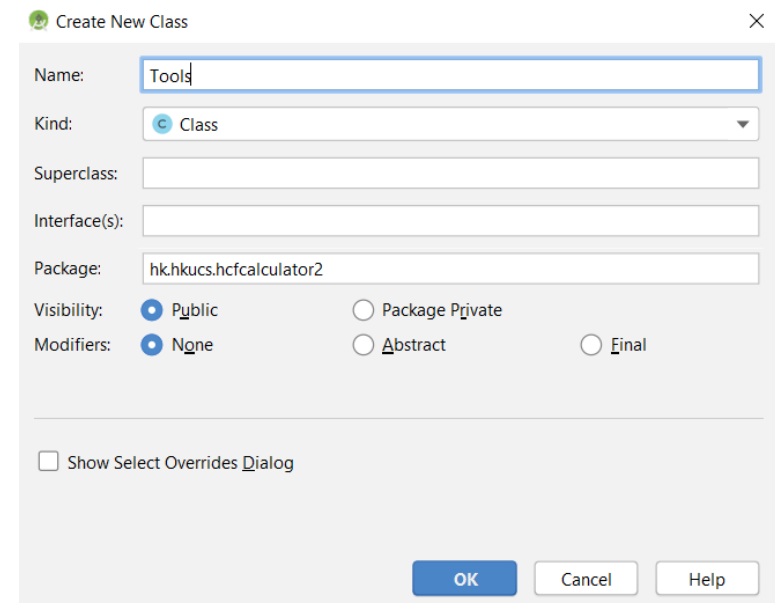 Create New Class
Name: Tools
Kind: C Class
Superclass:
Interface(s):
Package: hk.hkucs.hcfcalculator2
Visibility: Public Package Private
Modifiers: None Abstract Final
Show Select Overrides Dialog
OK Cancel Help